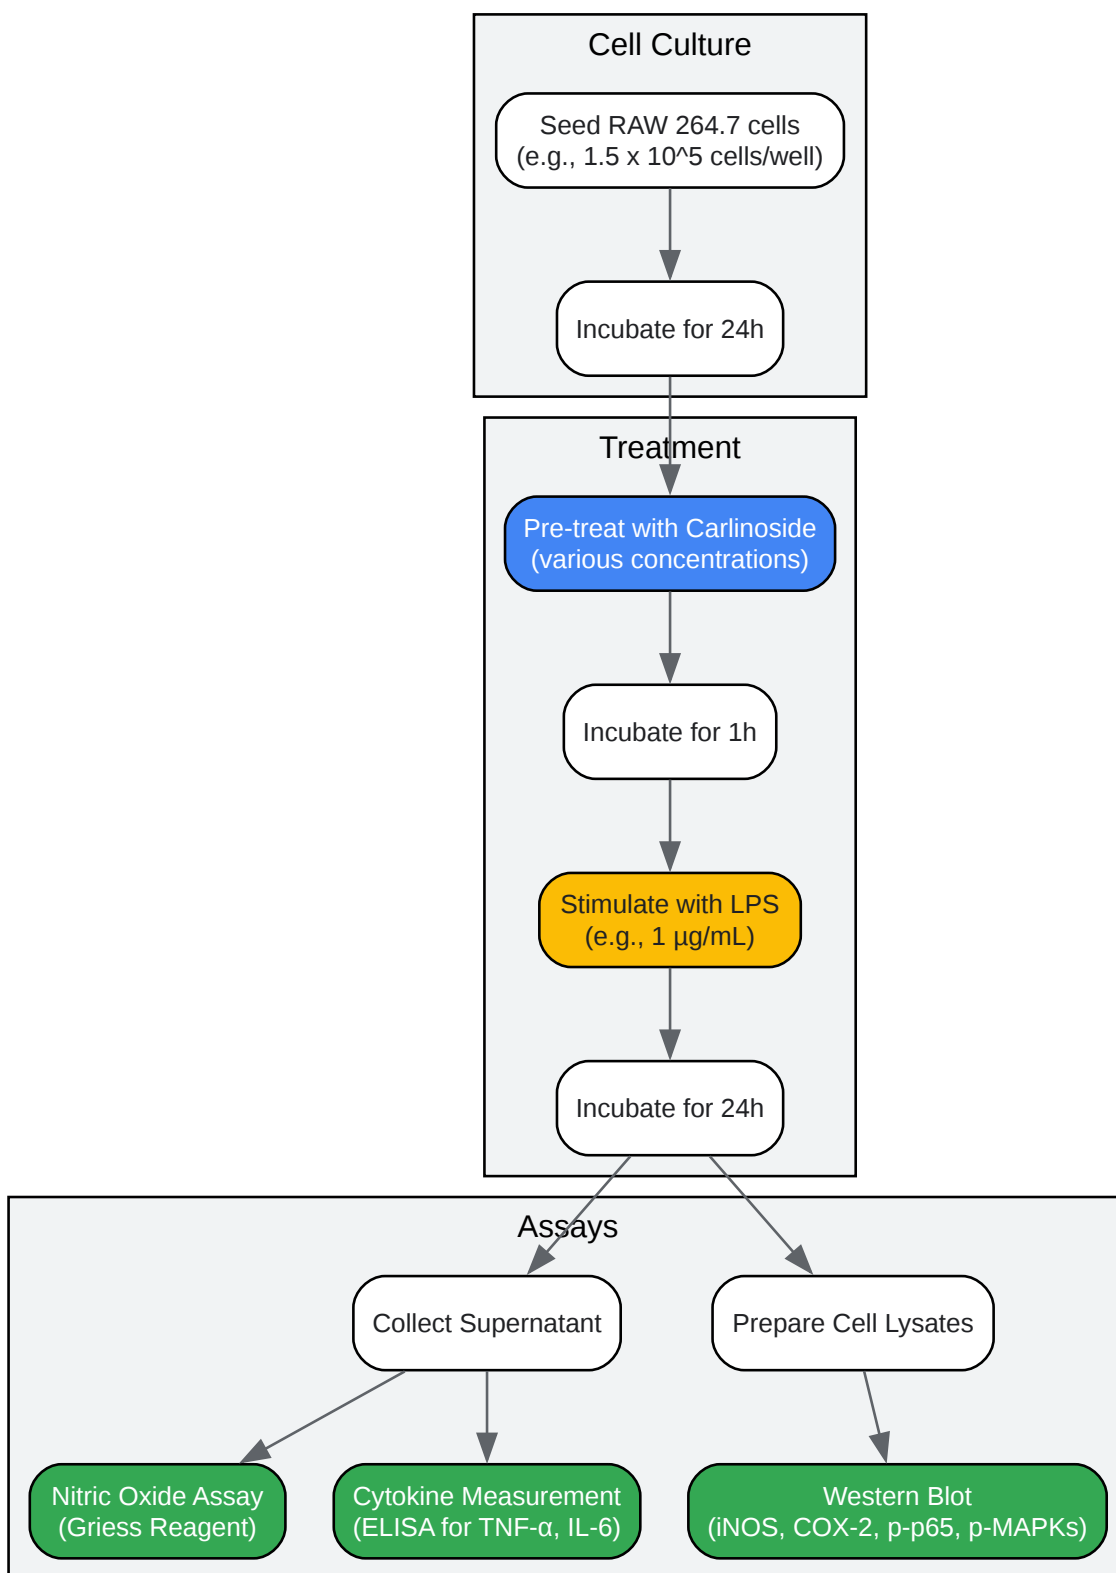 Cell Culture
Seed RAW 264.7 cells
(e.g., 1.5 x 10^5 cells/well)
Incubate for 24h
Treatment
Pre-treat with Carlinoside
(various concentrations)
Incubate for 1h
Stimulate with LPS
(e.g., 1 µg/mL)
Incubate for 24h
Assays
Collect Supernatant
Prepare Cell Lysates
Nitric Oxide Assay
(Griess Reagent)
Cytokine Measurement
(ELISA for TNF-α, IL-6)
Western Blot
(iNOS, COX-2, p-p65, p-MAPKs)